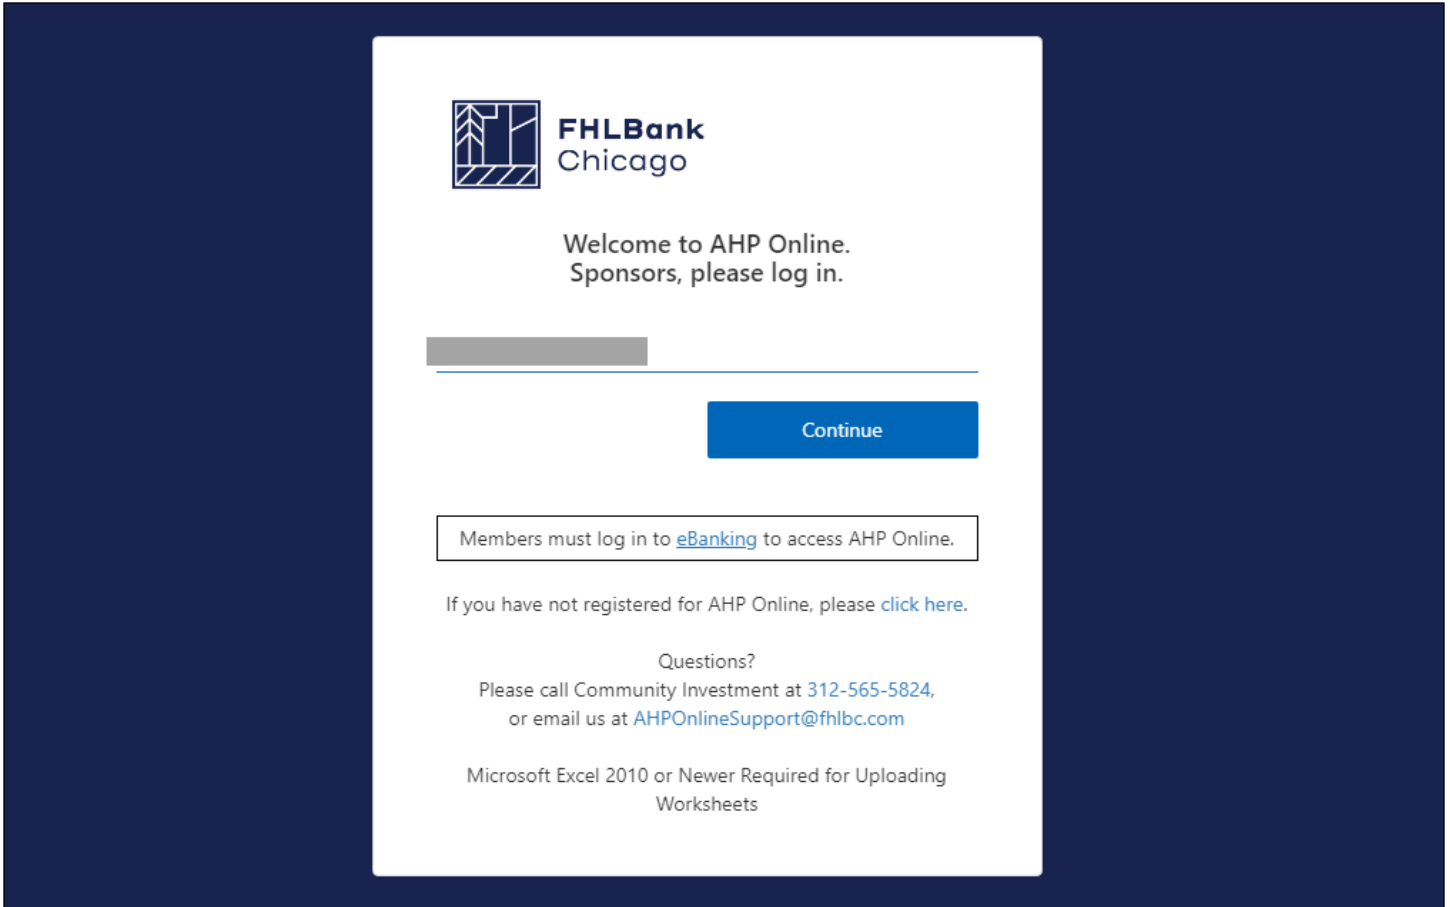 FHLBank
Chicago
Welcome to AHP Online.
Sponsors, please log in.
Continue
Members must log in to eBanking to access AHP Online.
If you have not registered for AHP Online, please click here.
Questions?
Please call Community Investment at 312-565-5824,
or email us at AHPOnlineSupport@fhlbc.com
Microsoft Excel 2010 or Newer Required for Uploading
Worksheets